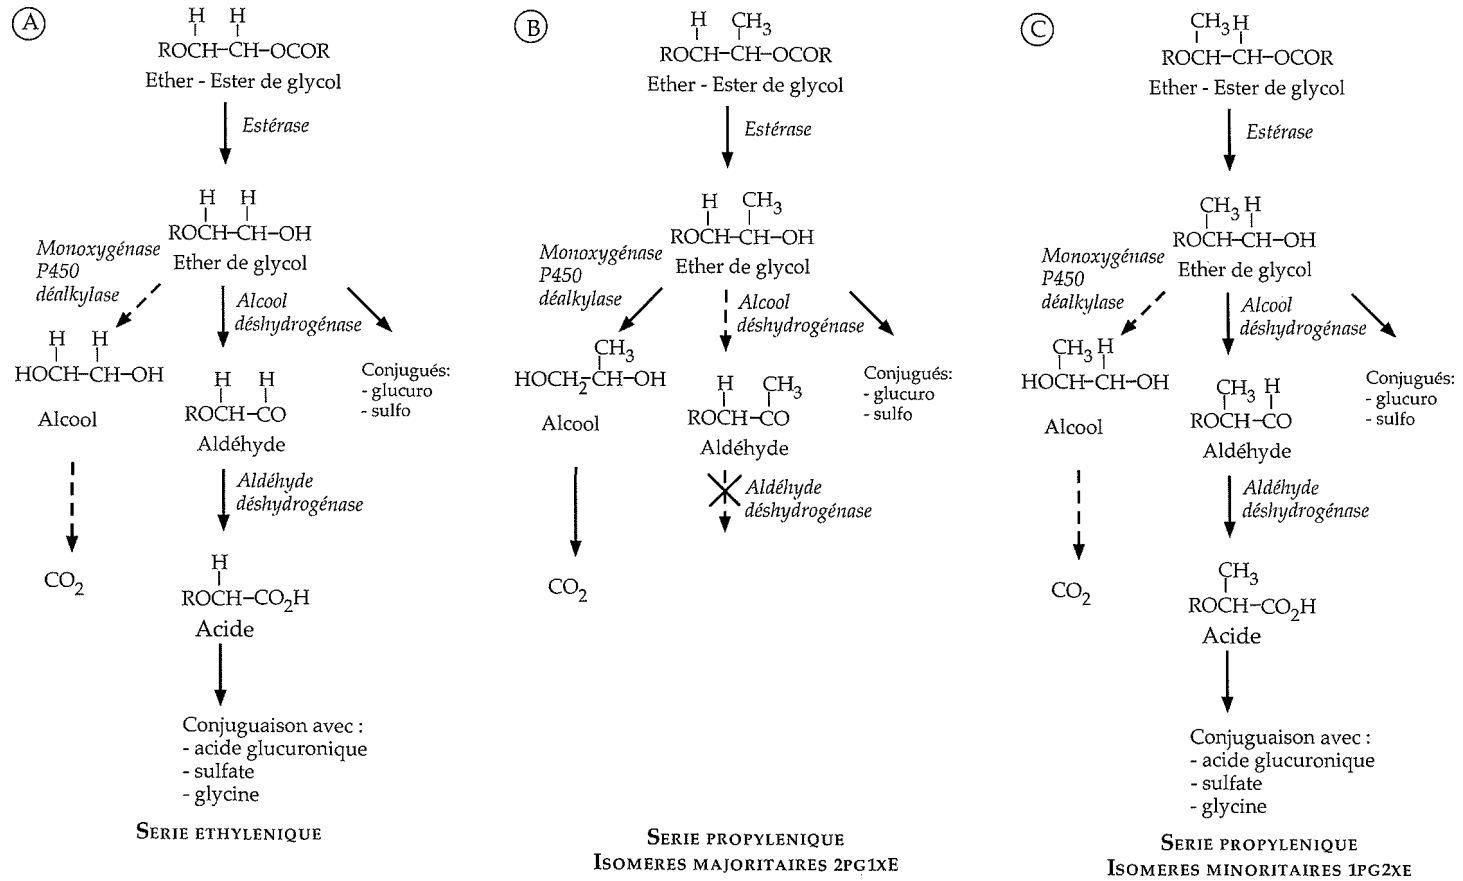 A
H H
ROCH-CH-OCOR
Ether - Ester de glycol
Estérase
H H
ROCH-CH-OH
Ether de glycol
Monoxygénase
P450
déalkylase
Alcool
déshydrogénase
H H
HOCH-CH-OH
Alcool
H H
ROCH-CO
Aldéhyde
Conjugués:
- glucuro
- sulfo
Aldéhyde
déshydrogénase
CO2
H
ROCH-CO2H
Acide
Conjuguaison avec :
- acide glucuronique
- sulfate
- glycine
SERIE ETHYLENIQUE
B
H CH3
ROCH-CH-OCOR
Ether - Ester de glycol
Estérase
H CH3
ROCH-CH-OH
Ether de glycol
Monoxygénase
P450
déalkylase
Alcool
déshydrogénase
CH3
HOCH2CH-OH
Alcool
H CH3
ROCH-CO
Aldéhyde
Conjugués:
- glucuro
- sulfo
Aldéhyde
déshydrogénase
CO2
SERIE PROPYLENIQUE
ISOMERES MAJORITAIRES 2PG1XE
C
CH3 H
ROCH-CH-OCOR
Ether - Ester de glycol
Estérase
CH3 H
ROCH-CH-OH
Ether de glycol
Monoxygénase
P450
déalkylase
Alcool
déshydrogénase
CH3 H
HOCH-CH-OH
Alcool
CH3 H
ROCH-CO
Aldéhyde
Conjugués:
- glucuro
- sulfo
Aldéhyde
déshydrogénase
CO2
CH3
ROCH-CO2H
Acide
Conjuguaison avec :
- acide glucuronique
- sulfate
- glycine
SERIE PROPYLENIQUE
ISOMERES MINORITAIRES 1PG2XE